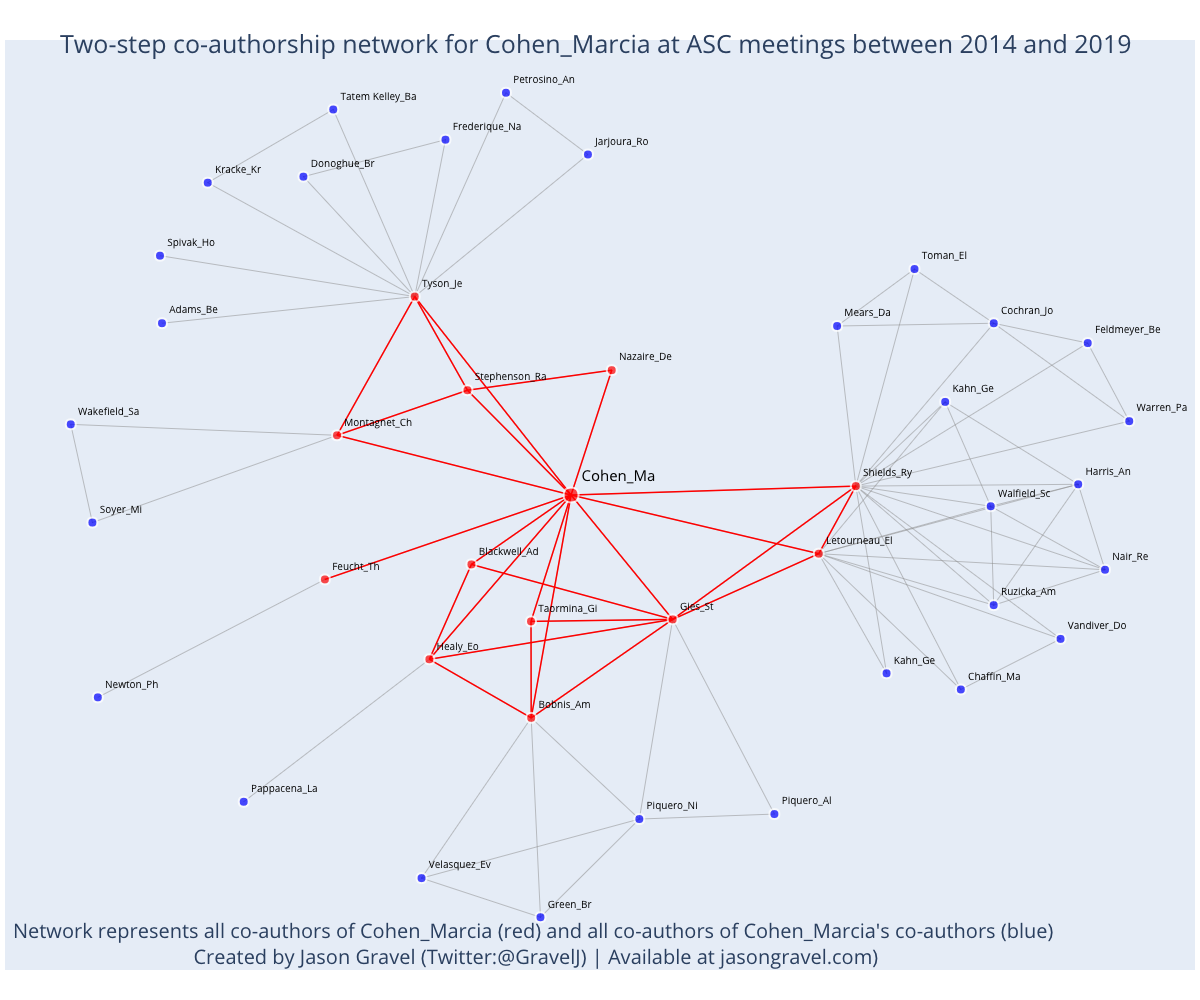 Two-step co-authorship network for Cohen_Marcia at ASC meetings between 2014 and 2019
Petrosino_An
Tatem Kelley_Ba
Frederique_Na
Jarjoura_Ro
Donoghue_Br
Kracke_Kr
Spivak_Ho
Toman_El
Tyson_Je
Adams_Be
Mears_Da
Cochran_Jo
Feldmeyer_Be
Nazaire_De
Stephenson_Ra
Kahn_Ge
Warren_Pa
Wakefield_Sa
Montagnet_Ch
Cohen_Ma
Shields_Ry
Harris_An
Walfield_Sc
Soyer_Mi
Letourneau_El
Blackwell_Ad
Nair_Re
Feucht_Th
Ruzicka_Am
Taormina_Gi
Gies_St
Vandiver_Do
Healy_Eo
Kahn_Ge
Chaffin_Ma
Newton_Ph
Bobnis_Am
Pappacena_La
Piquero_Ni
Piquero_Al
Velasquez_Ev
Green_Br
Network represents all co-authors of Cohen_Marcia (red) and all co-authors of Cohen_Marcia's co-authors (blue)
Created by Jason Gravel (Twitter:@GravelJ) | Available at jasongravel.com)